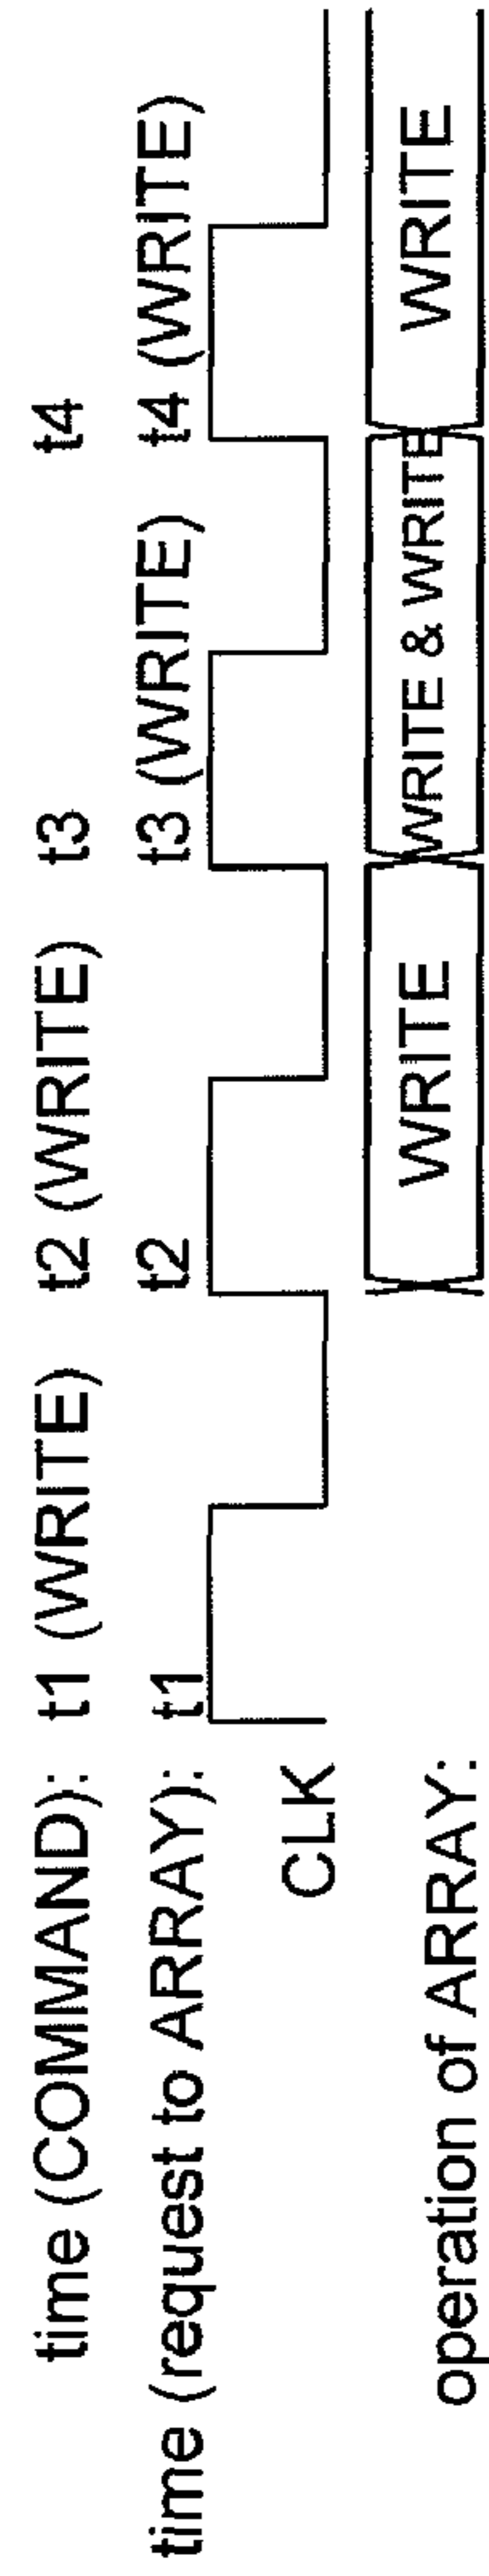 time (COMMAND): t1 (WRITE) t2 (WRITE) t3 t4
time (request to ARRAY): t1 t2 t3 (WRITE) t4 (WRITE)
CLK
operation of ARRAY: WRITE WRITE & WRITE WRITE